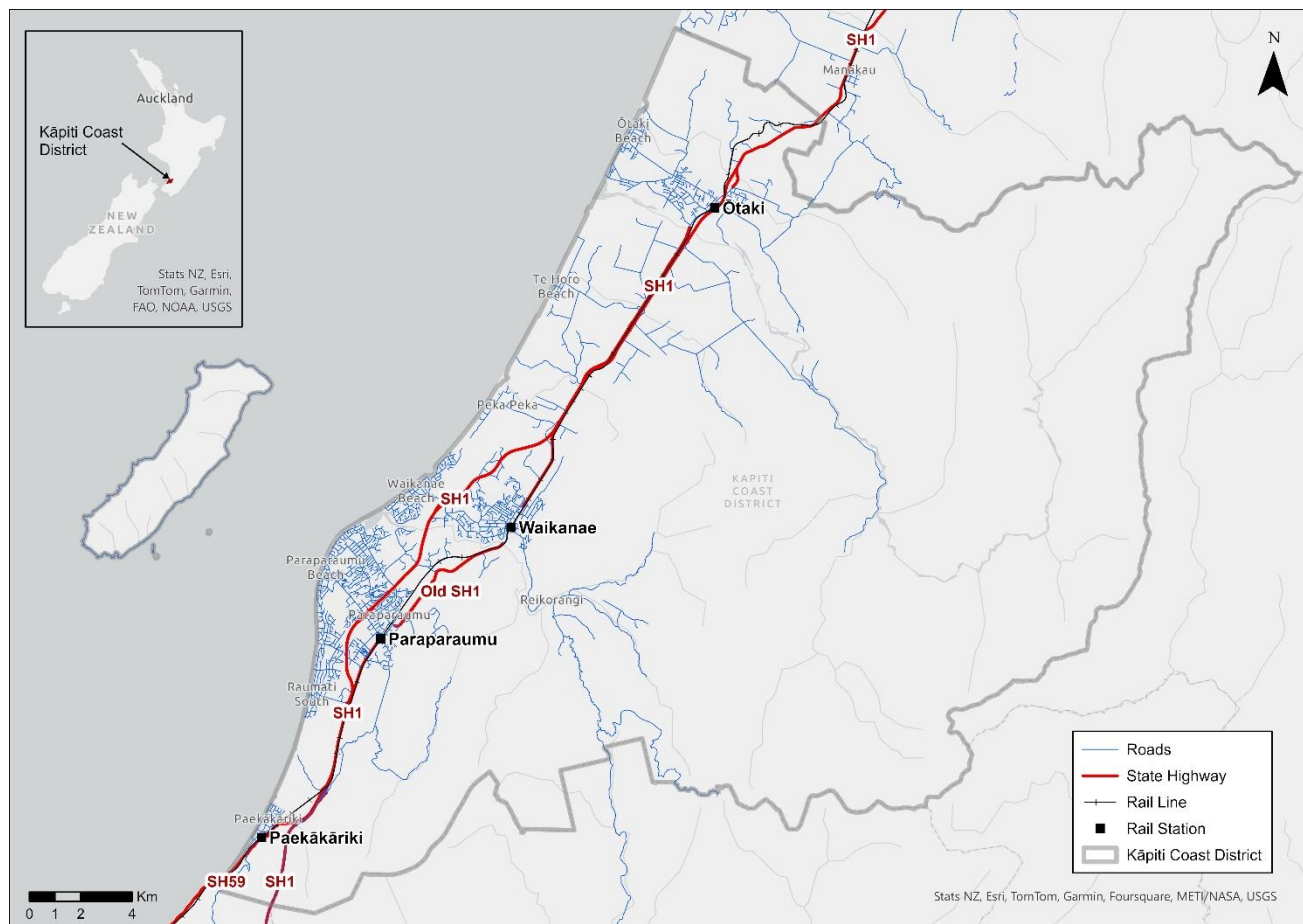 Auckland
Kāpiti Coast
District
NEW
ZEALAND
Stats NZ, Esri,
TomTom, Garmin,
FAO, NOAA, USGS
N
SH1
Manakau
Ōtaki
Beach
Ōtaki
Te Horo
Beach
SH1
Peka Peka
Waikanae
Beach
SH1
KAPITI
COAST
DISTRICT
Waikanae
Paraparaumu
Beach
Old SH1
Reikorangi
Paraparaumu
Paraparaumu
Raumati
South
SH1
Paekākāriki
Paekākāriki
SH59
SH1
Km
0 1 2 4
Roads
State Highway
Rail Line
Rail Station
Kāpiti Coast District
Stats NZ, Esri, TomTom, Garmin, Foursquare, METI/NASA, USGS